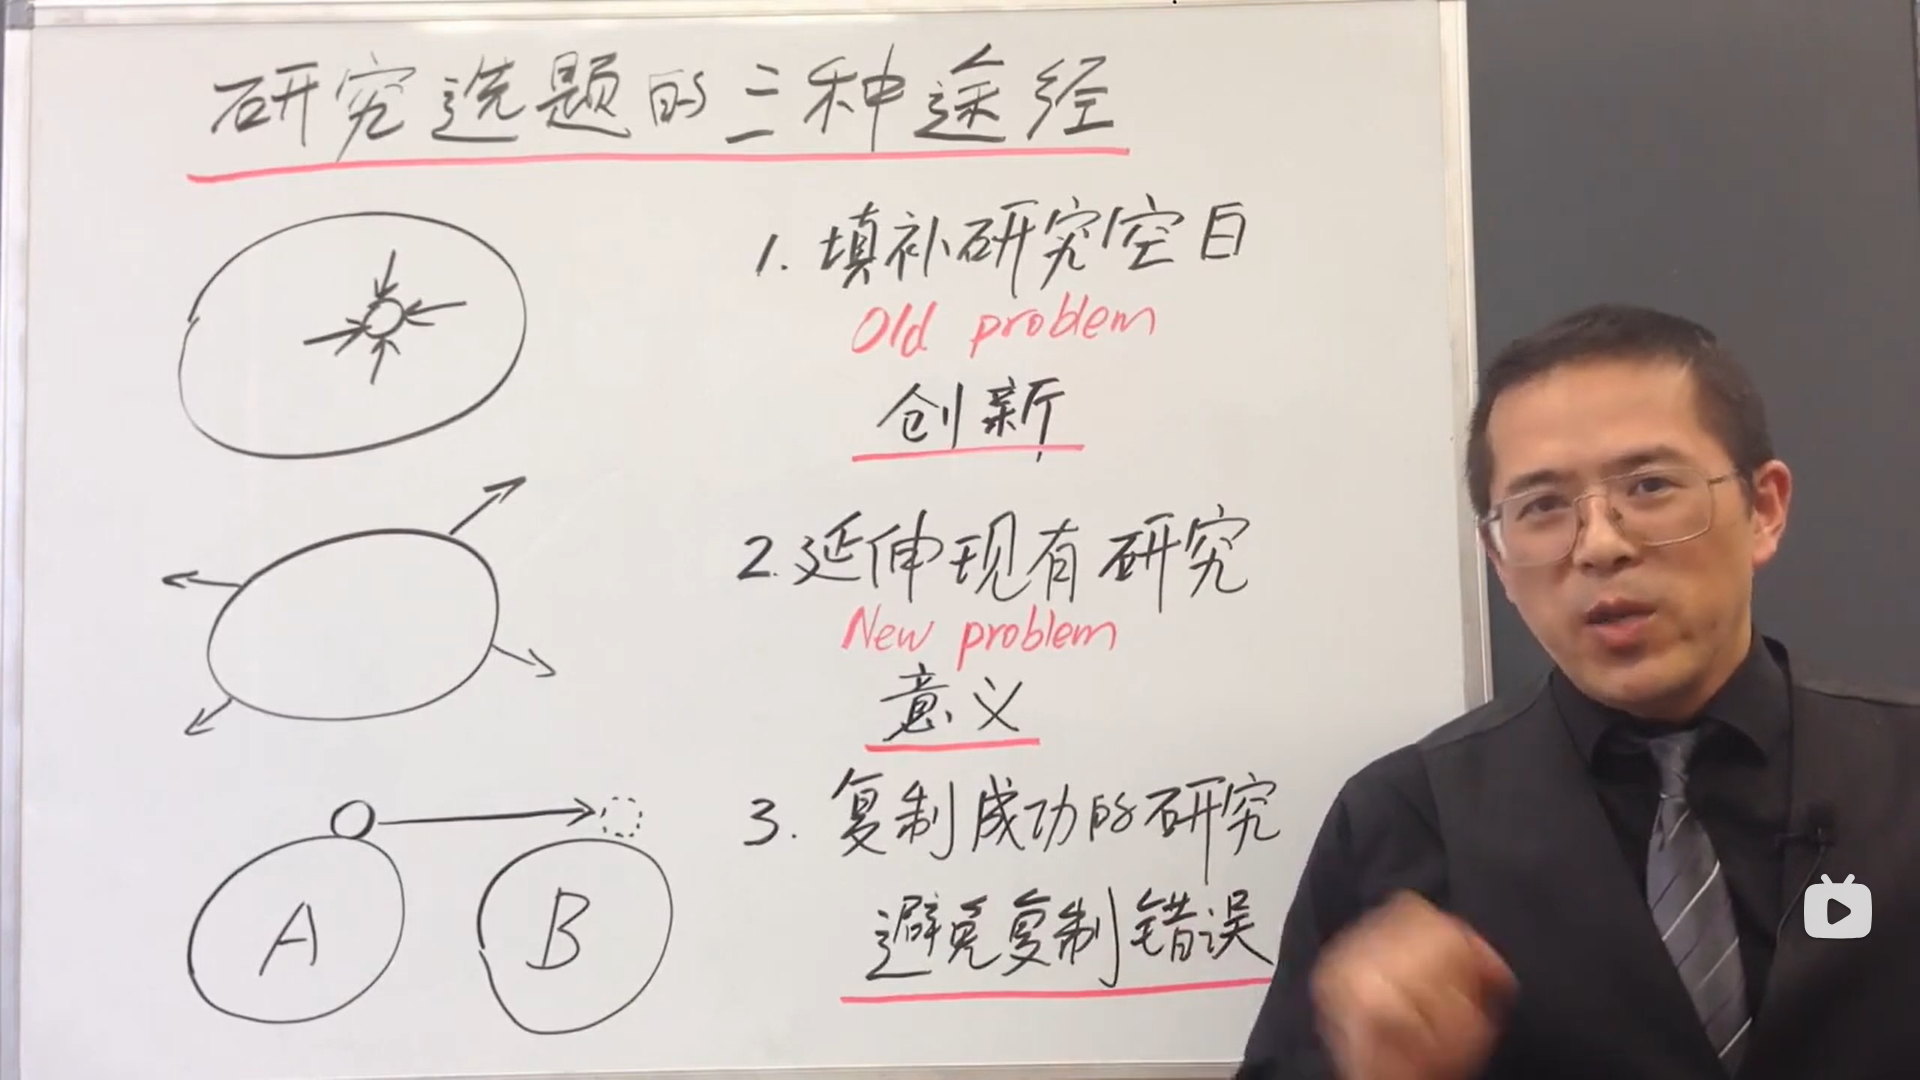 研究选题的三种途经
1. 填补研究空白
Old problem
创新
2. 延伸现有研究
New problem
意义
3. 复制成功的研究
A
B
避免复制错误